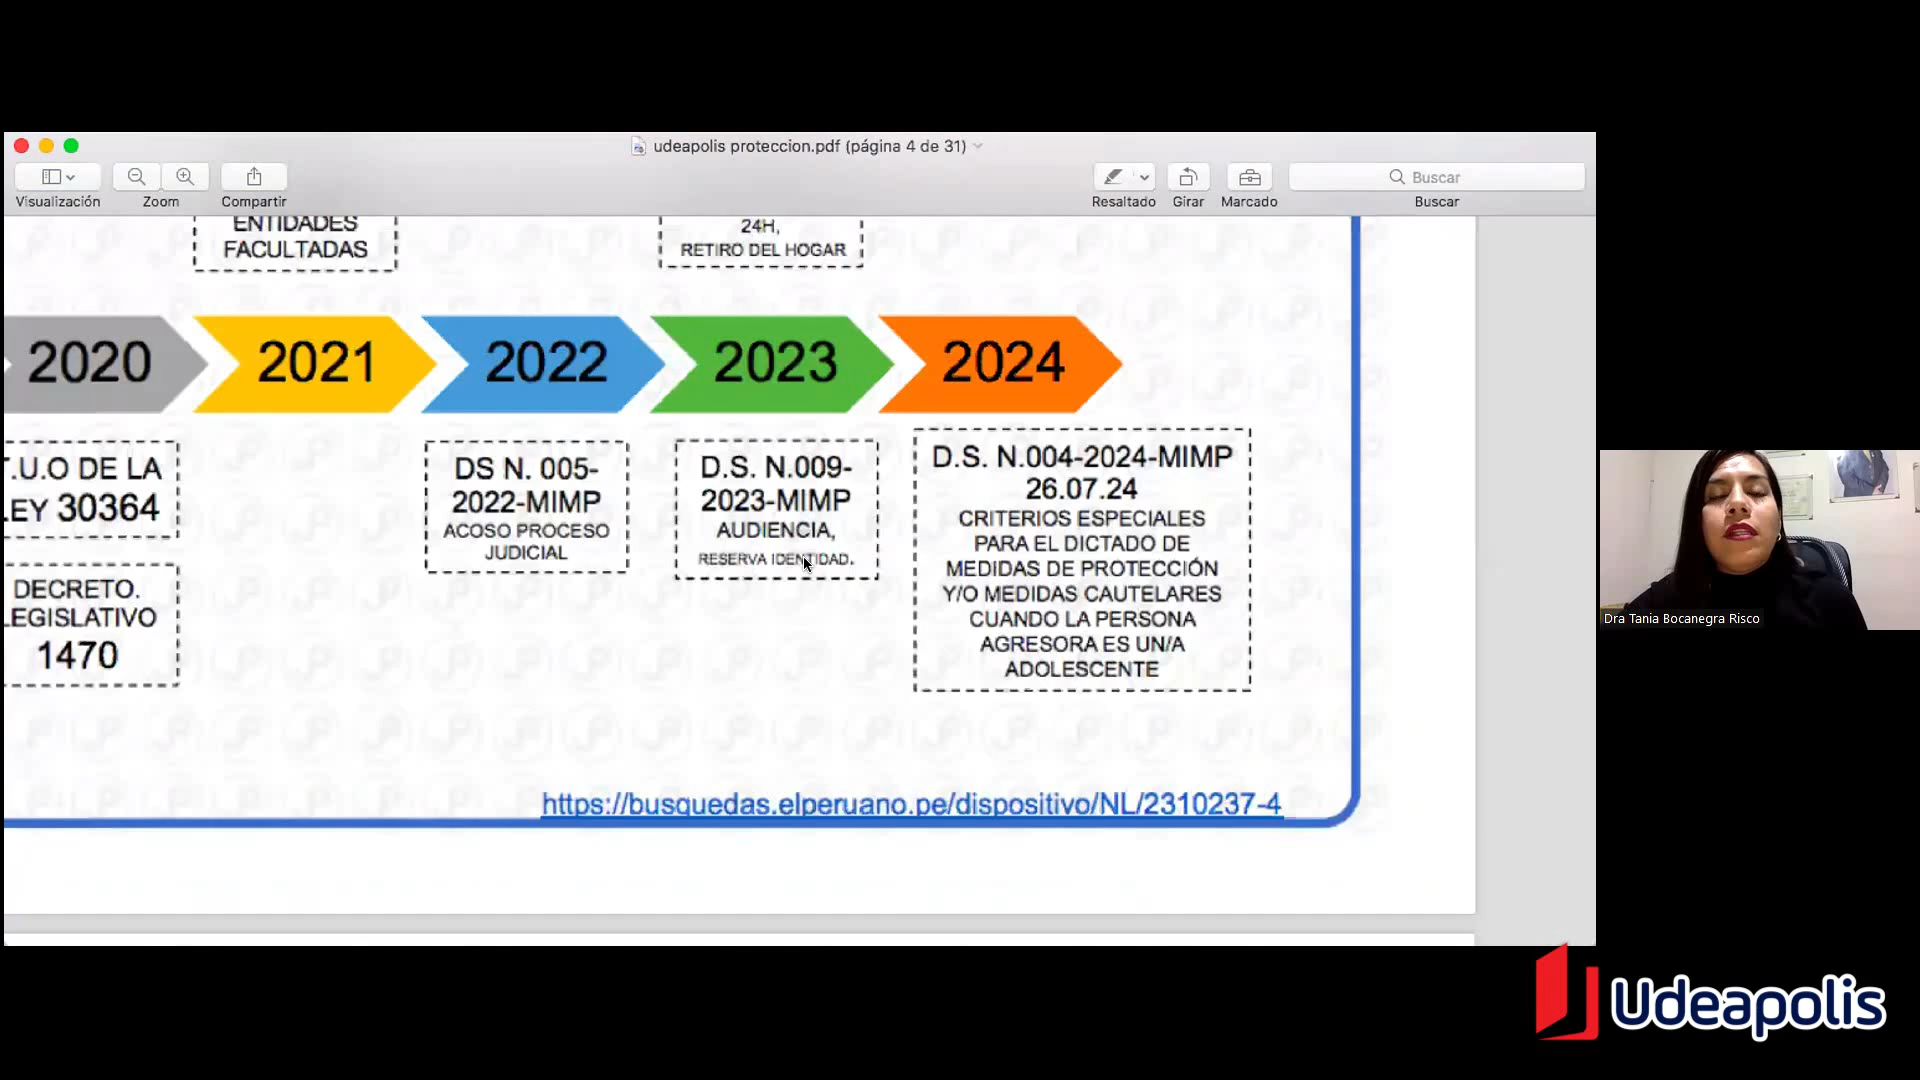 udeapolis proteccion.pdf (página 4 de 31)
Visualización
Zoom
Compartir
Resaltado
Girar
Marcado
Buscar
Buscar
ENTIDADES
FACULTADAS
24H,
RETIRO DEL HOGAR
2020
2021
2022
2023
2024
T.U.O DE LA
LEY 30364
DECRETO.
LEGISLATIVO
1470
DS N. 005-
2022-MIMP
ACOSO PROCESO
JUDICIAL
D.S. N.009-
2023-MIMP
AUDIENCIA,
RESERVA IDENTIDAD.
D.S. N.004-2024-MIMP
26.07.24
CRITERIOS ESPECIALES
PARA EL DICTADO DE
MEDIDAS DE PROTECCIÓN
Y/O MEDIDAS CAUTELARES
CUANDO LA PERSONA
AGRESORA ES UN/A
ADOLESCENTE
https://busquedas.elperuano.pe/dispositivo/NL/2310237-4
Dra Tania Bocanegra Risco
Udeapolis